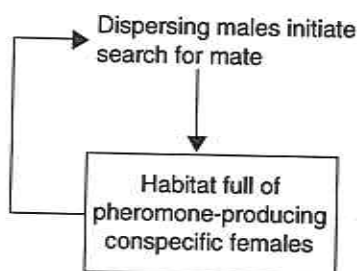 Dispersing males initiate
search for mate
Habitat full of
pheromone-producing
conspecific females